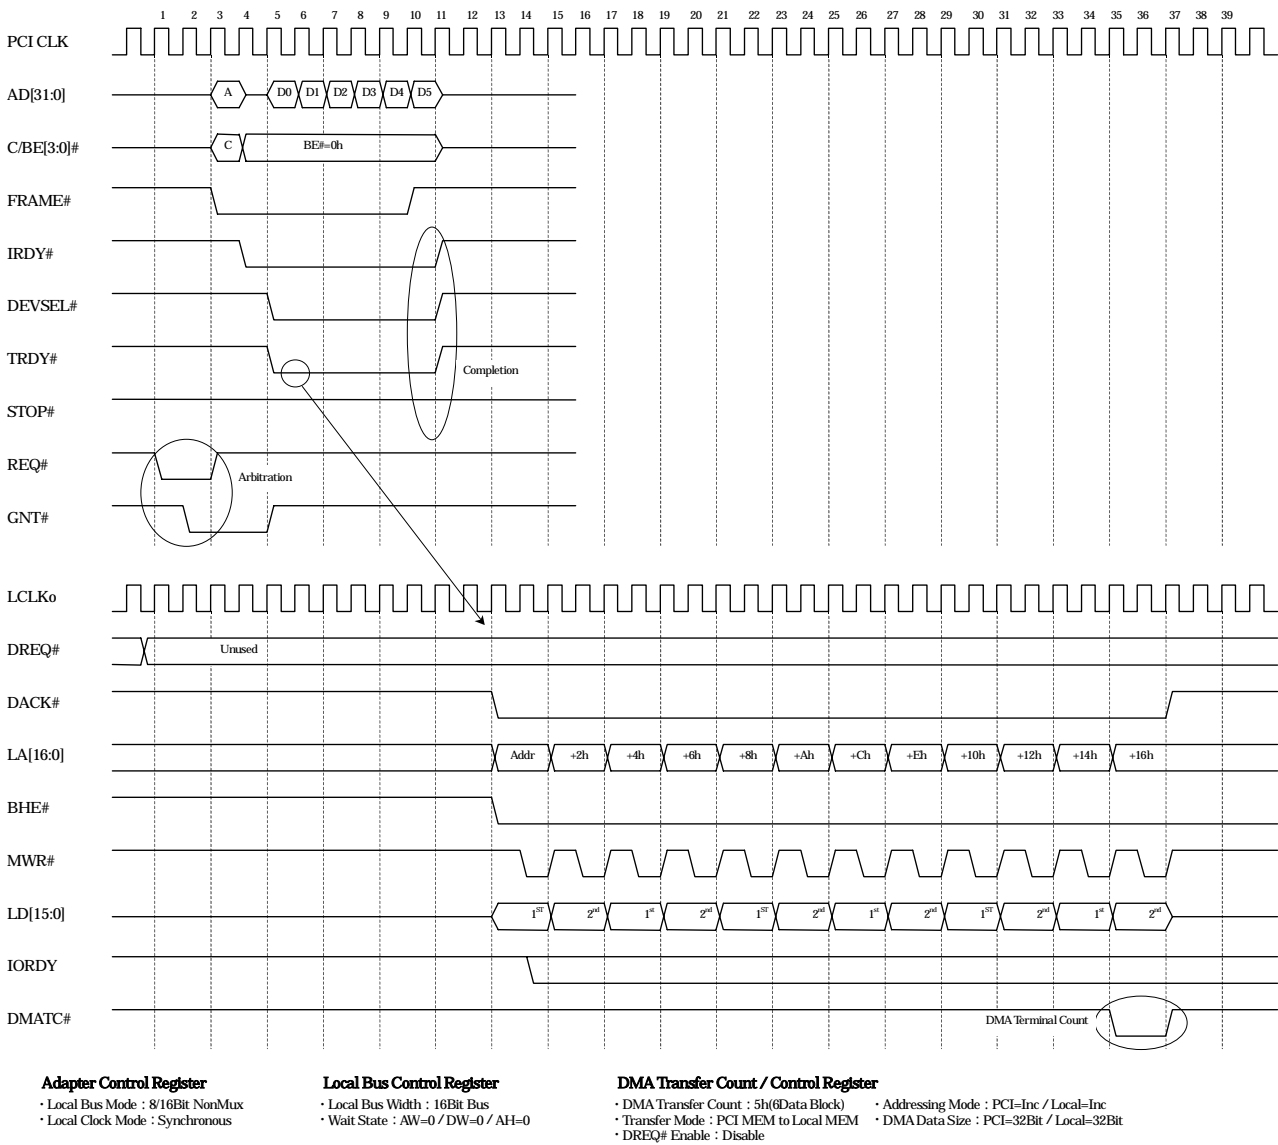 1 2 3 4 5 6 7 8 9 10 11 12 13 14 15 16 17 18 19 20 21 22 23 24 25 26 27 28 29 30 31 32 33 34 35 36 37 38 39
PCI CLK
AD[31:0] A D0 D1 D2 D3 D4 D5
C/BE[3:0]# C BE#=0h
FRAME#
IRDY#
DEVSEL#
TRDY#
Completion
STOP#
REQ#
Arbitration
GNT#
LCLKo
DREQ# Unused
DACK#
LA[16:0] Addr +2h +4h +6h +8h +Ah +Ch +Eh +10h +12h +14h +16h
BHE#
MWR#
LD[15:0] 1ST 2nd 1st 2nd 1ST 2nd 1st 2nd 1ST 2nd 1st 2nd
IORDY
DMATC# DMA Terminal Count
Adapter Control Register
・Local Bus Mode : 8/16Bit NonMux
・Local Clock Mode : Synchronous
Local Bus Control Register
・Local Bus Width : 16Bit Bus
・Wait State : AW=0 / DW=0 / AH=0
DMA Transfer Count / Control Register
・DMA Transfer Count : 5h(6Data Block)
・Transfer Mode : PCI MEM to Local MEM
・DREQ# Enable : Disable
・Addressing Mode : PCI=Inc / Local=Inc
・DMA Data Size : PCI=32Bit / Local=32Bit